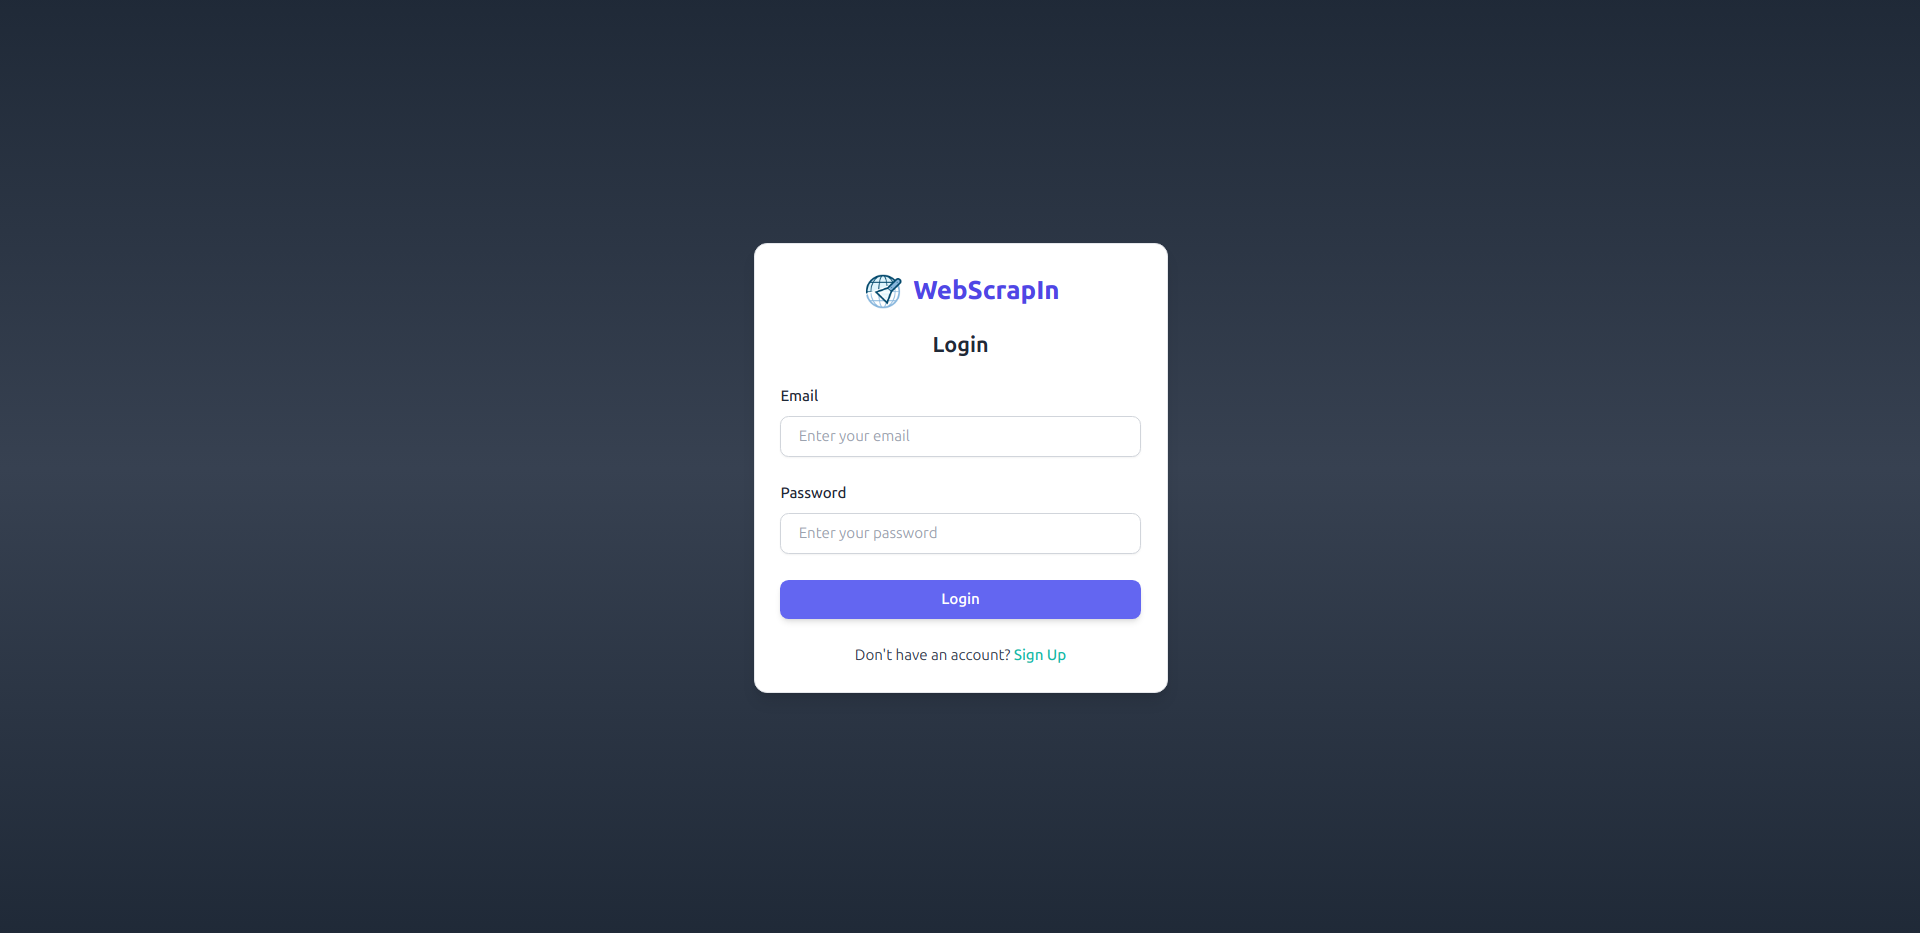 WebScrapIn
Login
Email
Enter your email
Password
Enter your password
Login
Don't have an account? Sign Up